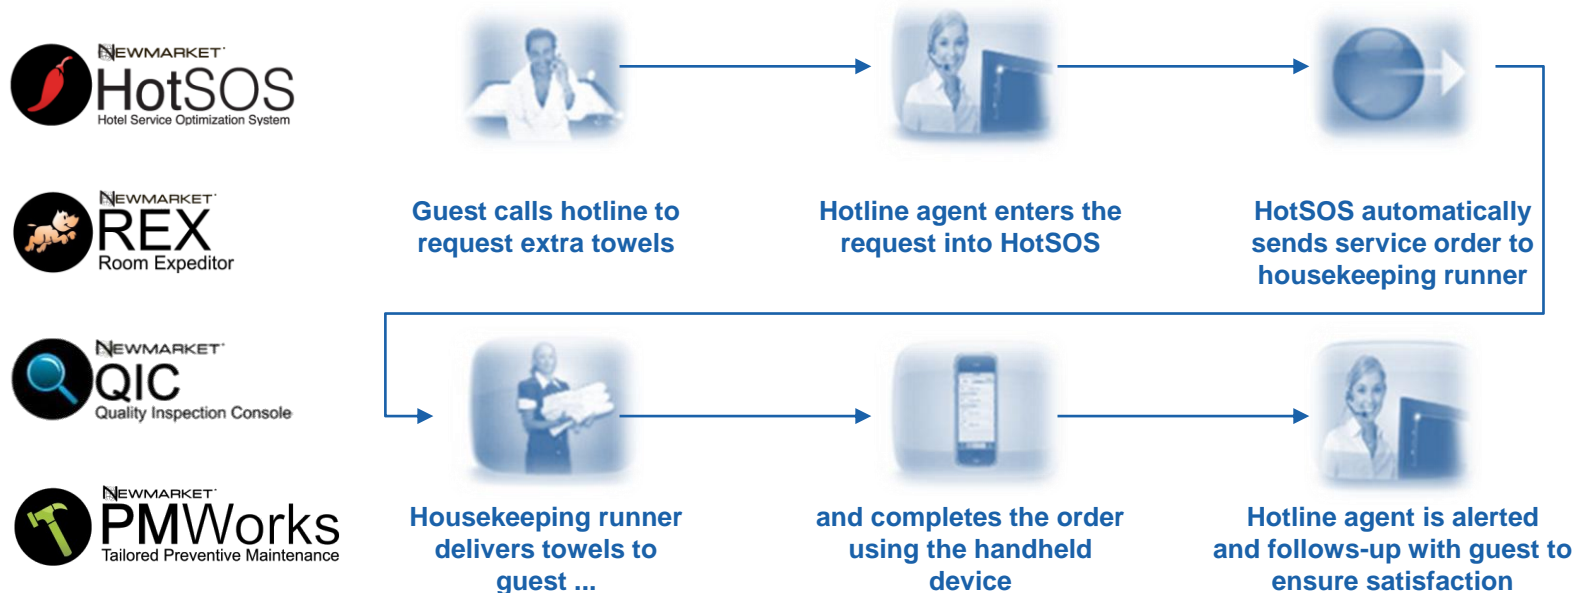 NEWMARKET
HotSOS
Hotel Service Optimization System
NEWMARKET
REX
Room Expeditor
NEWMARKET
QIC
Quality Inspection Console
NEWMARKET
PMWorks
Tailored Preventive Maintenance
Guest calls hotline to
request extra towels
Hotline agent enters the
request into HotSOS
HotSOS automatically
sends service order to
housekeeping runner
Housekeeping runner
delivers towels to
guest ...
and completes the order
using the handheld
device
Hotline agent is alerted
and follows-up with guest to
ensure satisfaction